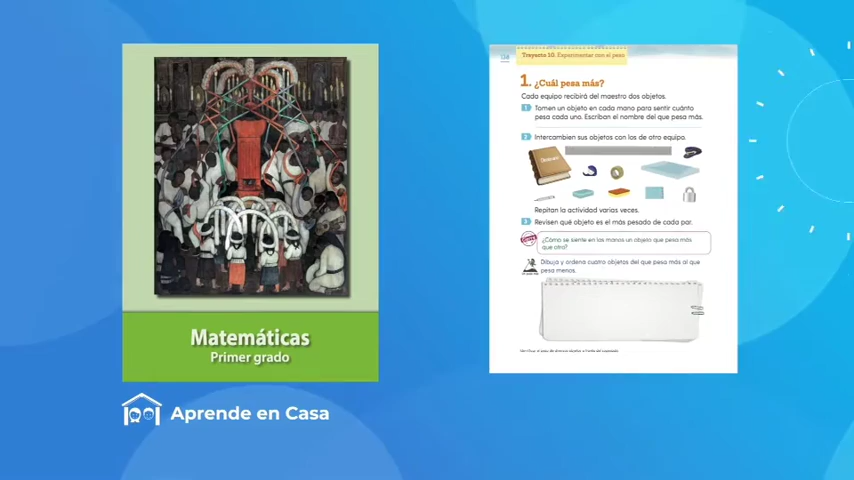 Matemáticas
Primer grado
Aprende en Casa
Trayecto 10. Experimentar con el peso
1. ¿Cuál pesa más?
Cada equipo recibirá del maestro dos objetos.
1 Tomen un objeto en cada mano para sentir cuánto
pesa cada uno. Escriban el nombre del que pesa más.
2 Intercambien sus objetos con los de otro equipo.
Repitan la actividad varias veces.
3 Revisen qué objeto es el más pesado de cada par.
¿Cómo se siente en las manos un objeto que pesa más
que otro?
Dibuja y ordena cuatro objetos del que pesa más al que
pesa menos.